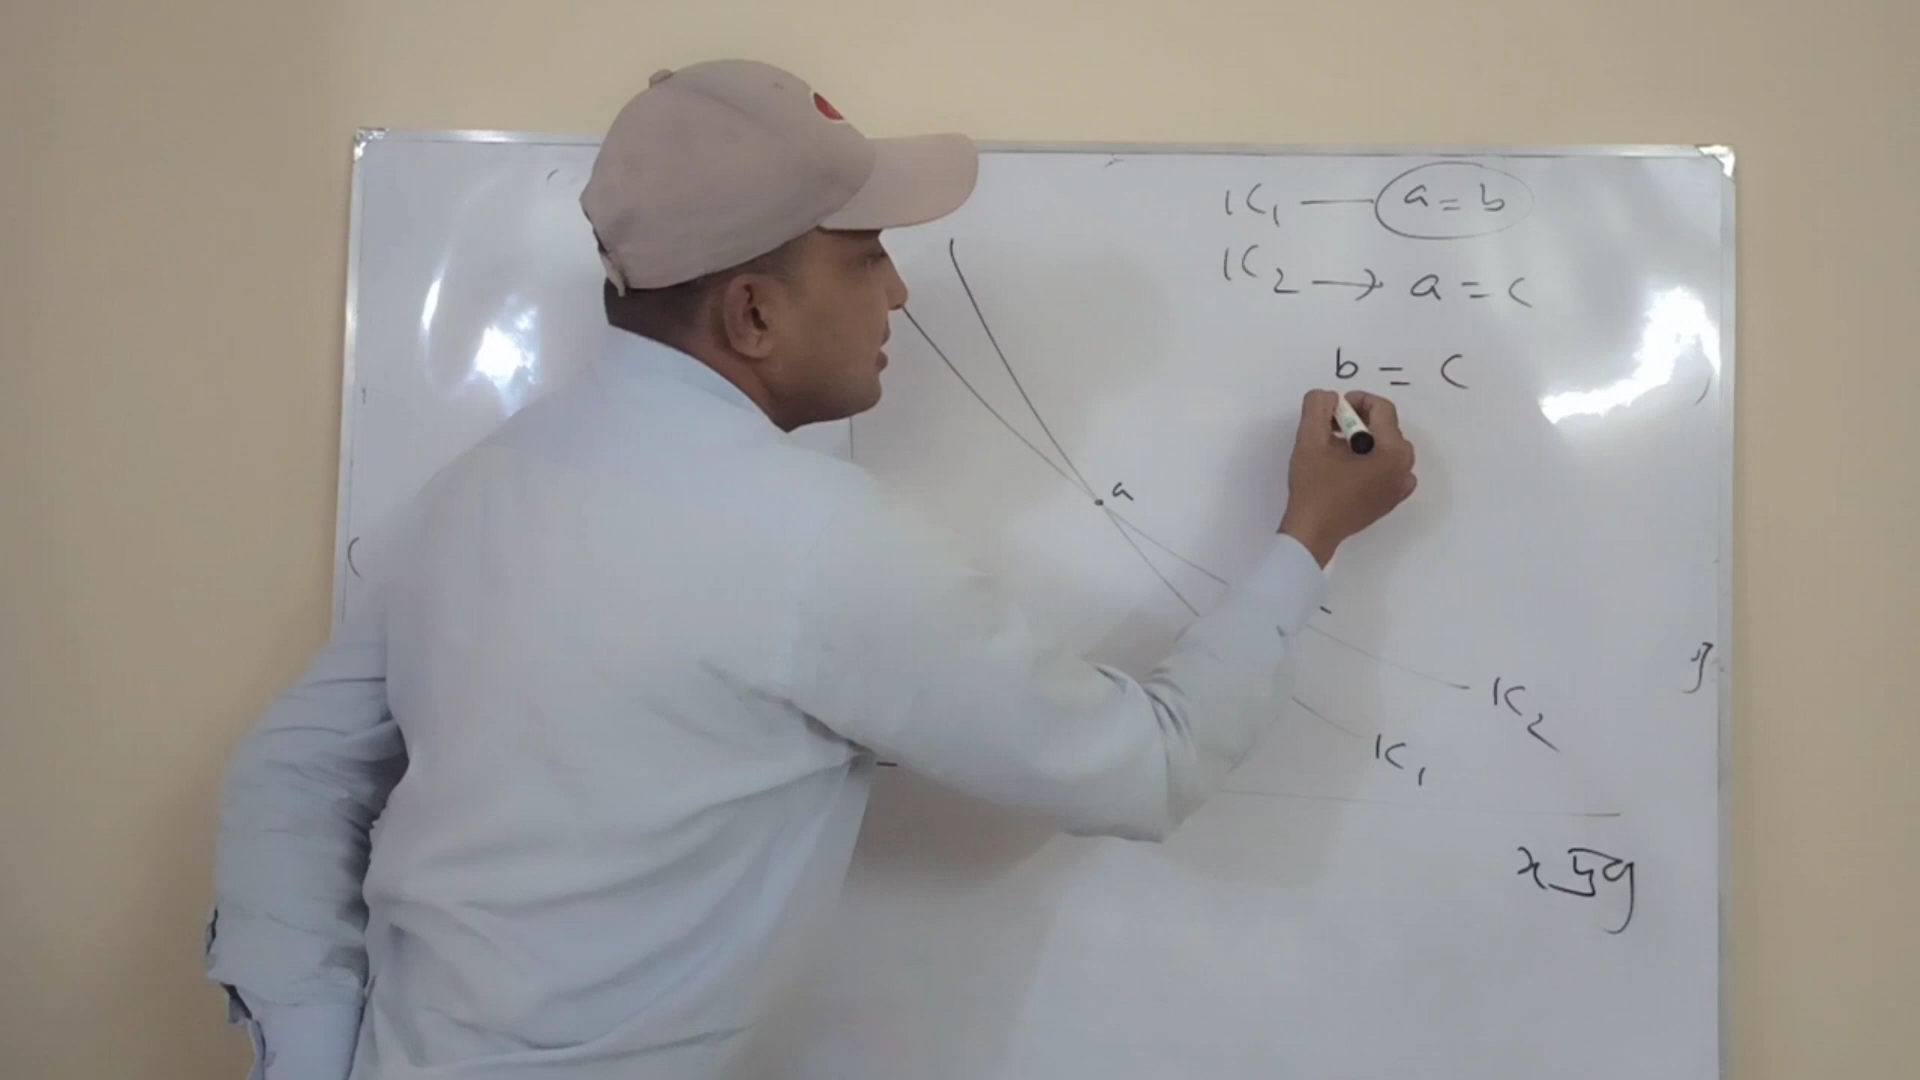 IC₁ — a = b
IC₂ → a = c
b = c
a
IC₂
IC₁